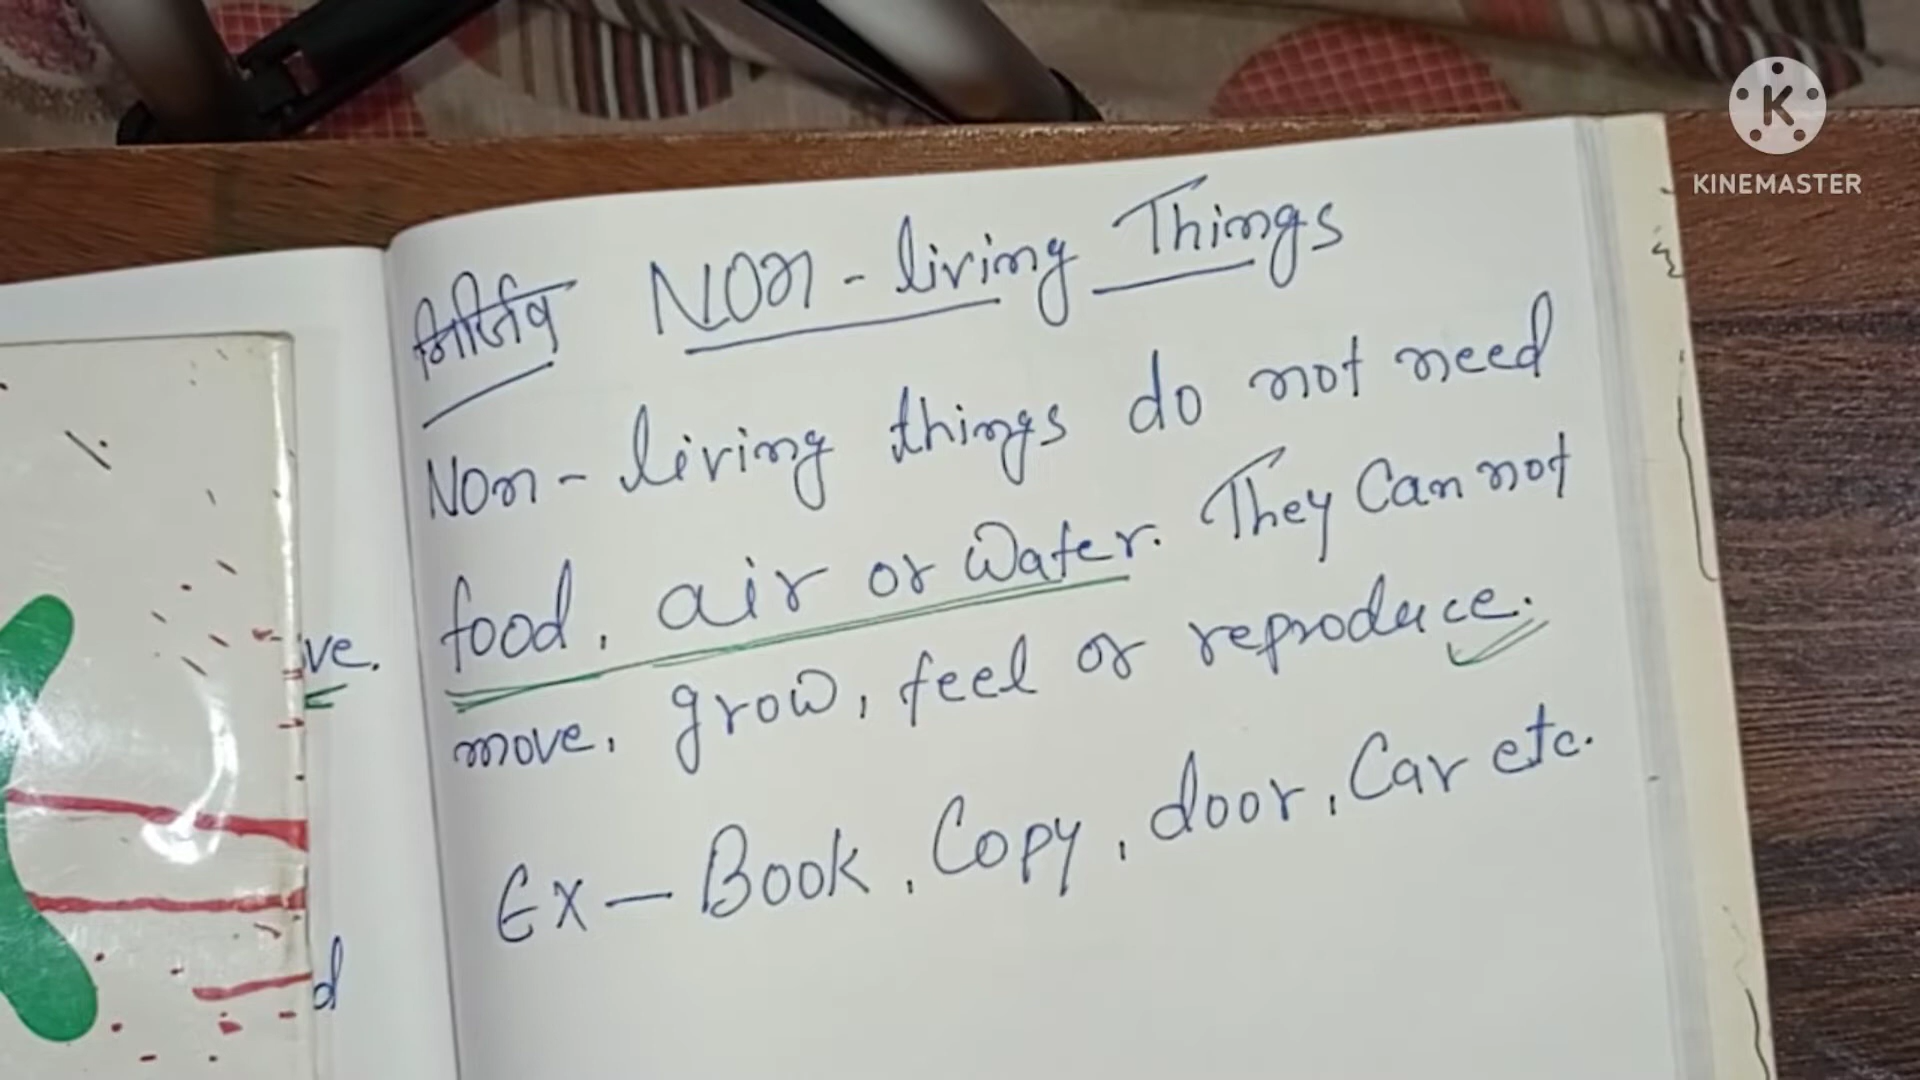 KINEMASTER
निर्जिव Non-living Things
Non-living things do not need
food, air or water. They Can not
move, grow, feel or reproduce.
Ex - Book, Copy, door, Car etc.
ve.
d